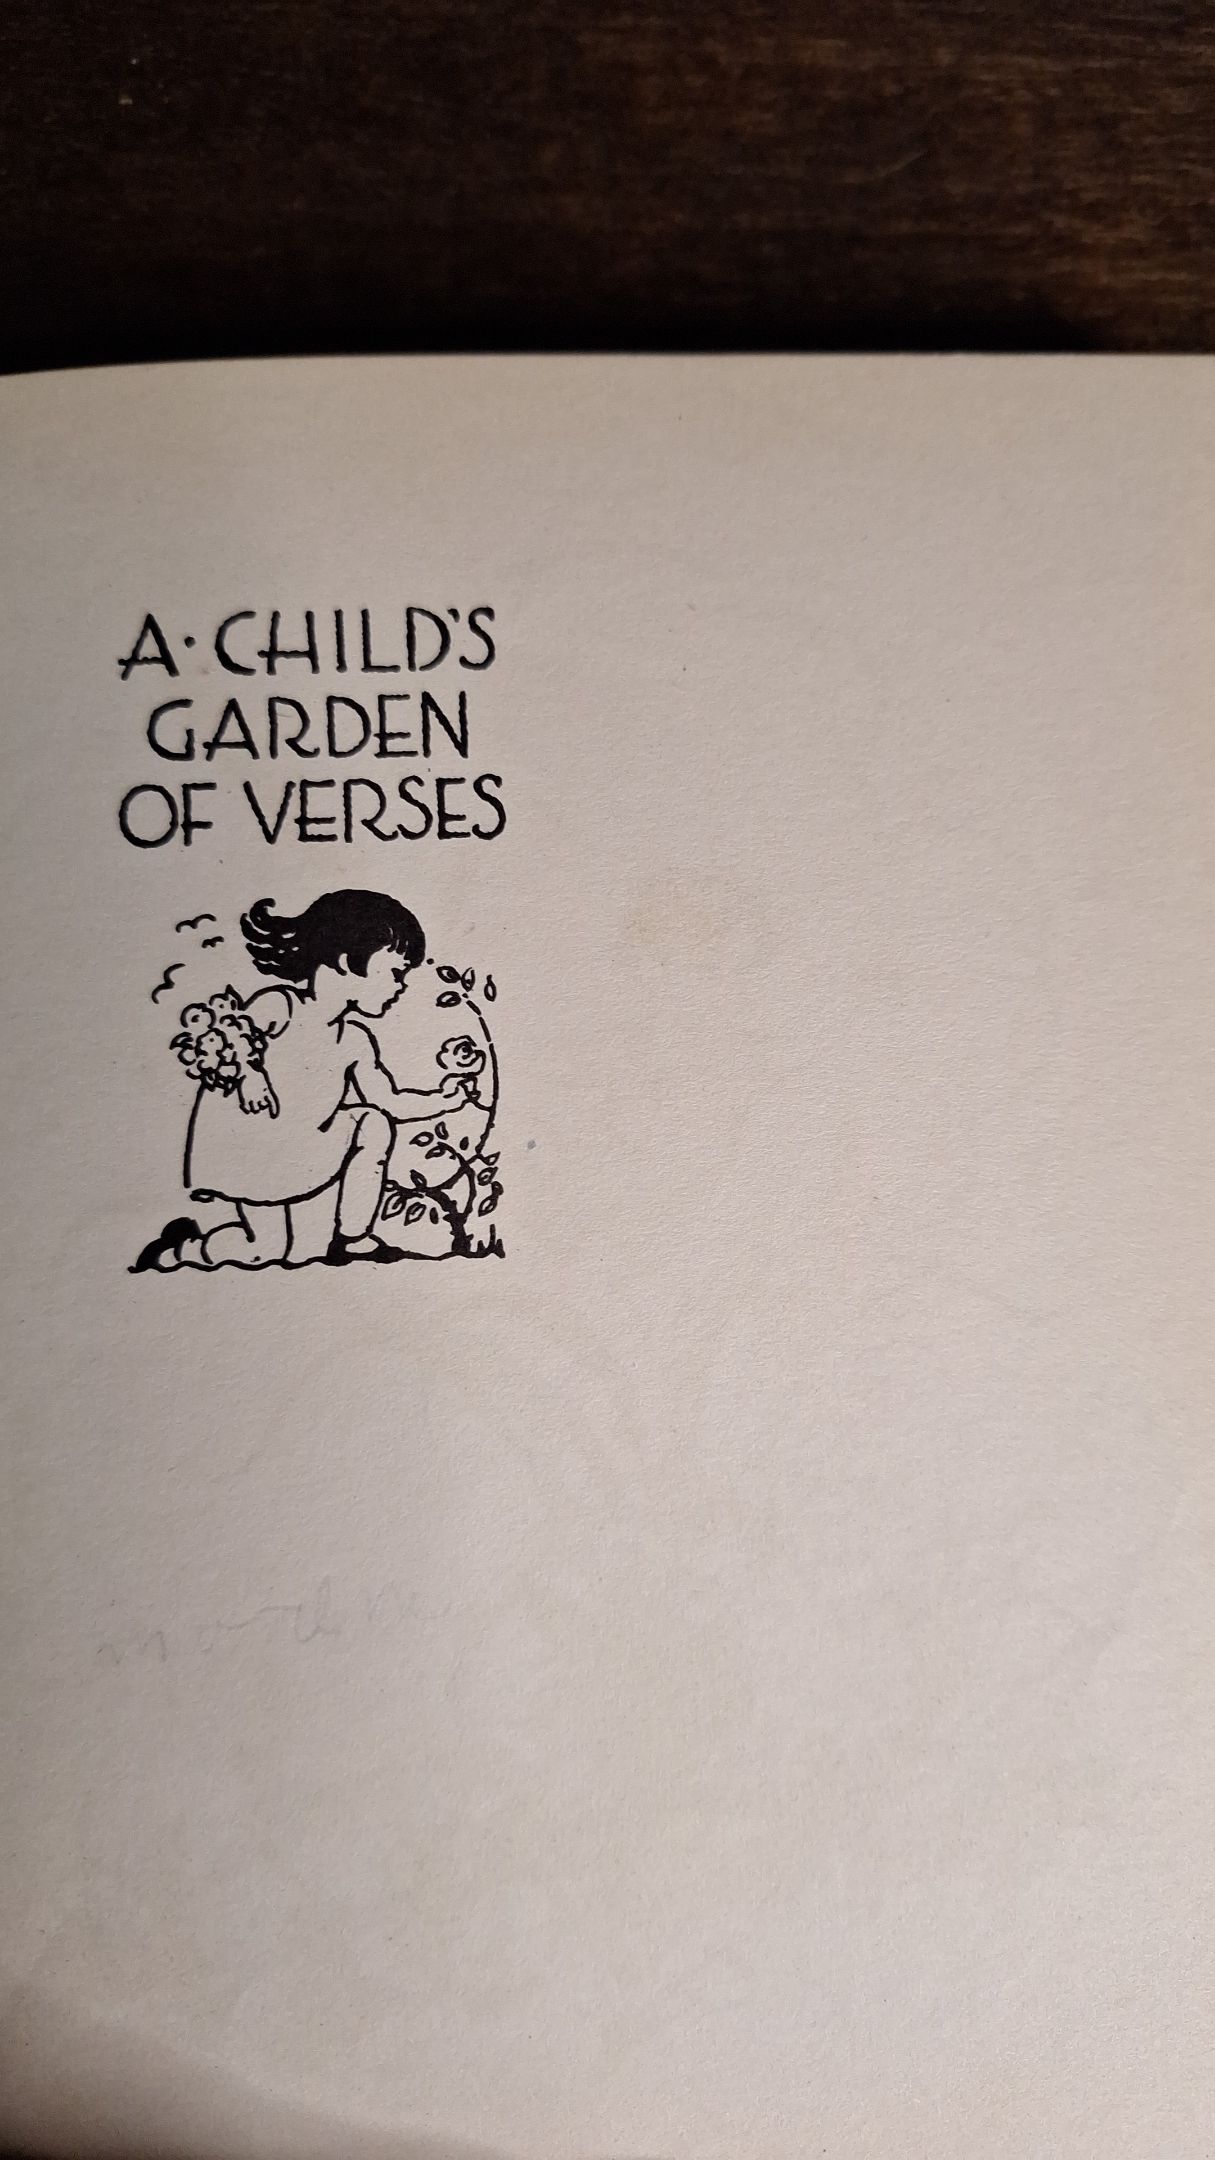 A·CHILD'S
GARDEN
OF VERSES